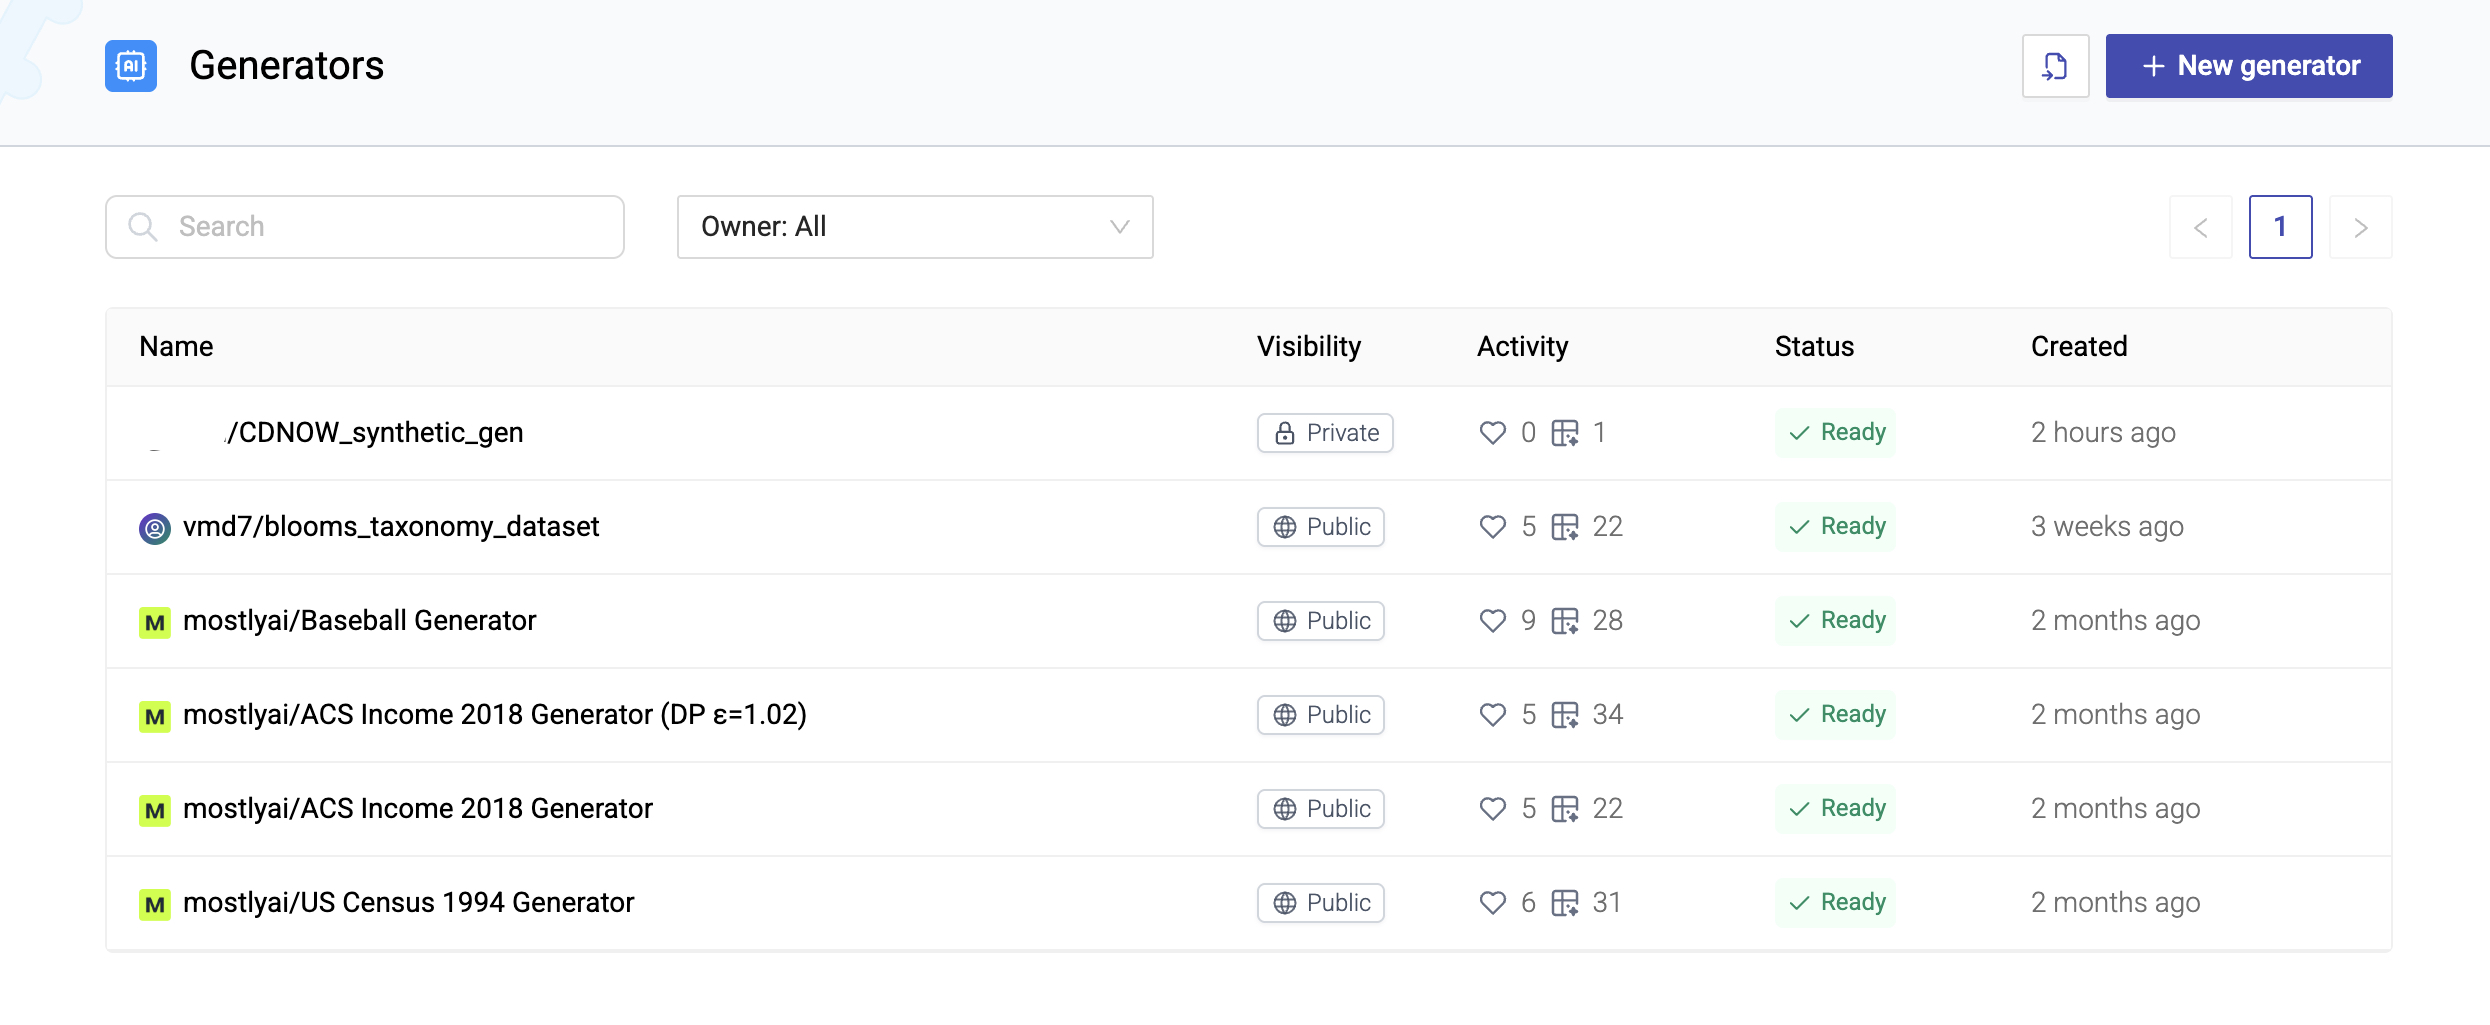 AI Generators
+ New generator
Search
Owner: All
< 1 >
Name Visibility Activity Status Created
/CDNOW_synthetic_gen Private 0 1 Ready 2 hours ago
vmd7/blooms_taxonomy_dataset Public 5 22 Ready 3 weeks ago
M mostlyai/Baseball Generator Public 9 28 Ready 2 months ago
M mostlyai/ACS Income 2018 Generator (DP ε=1.02) Public 5 34 Ready 2 months ago
M mostlyai/ACS Income 2018 Generator Public 5 22 Ready 2 months ago
M mostlyai/US Census 1994 Generator Public 6 31 Ready 2 months ago